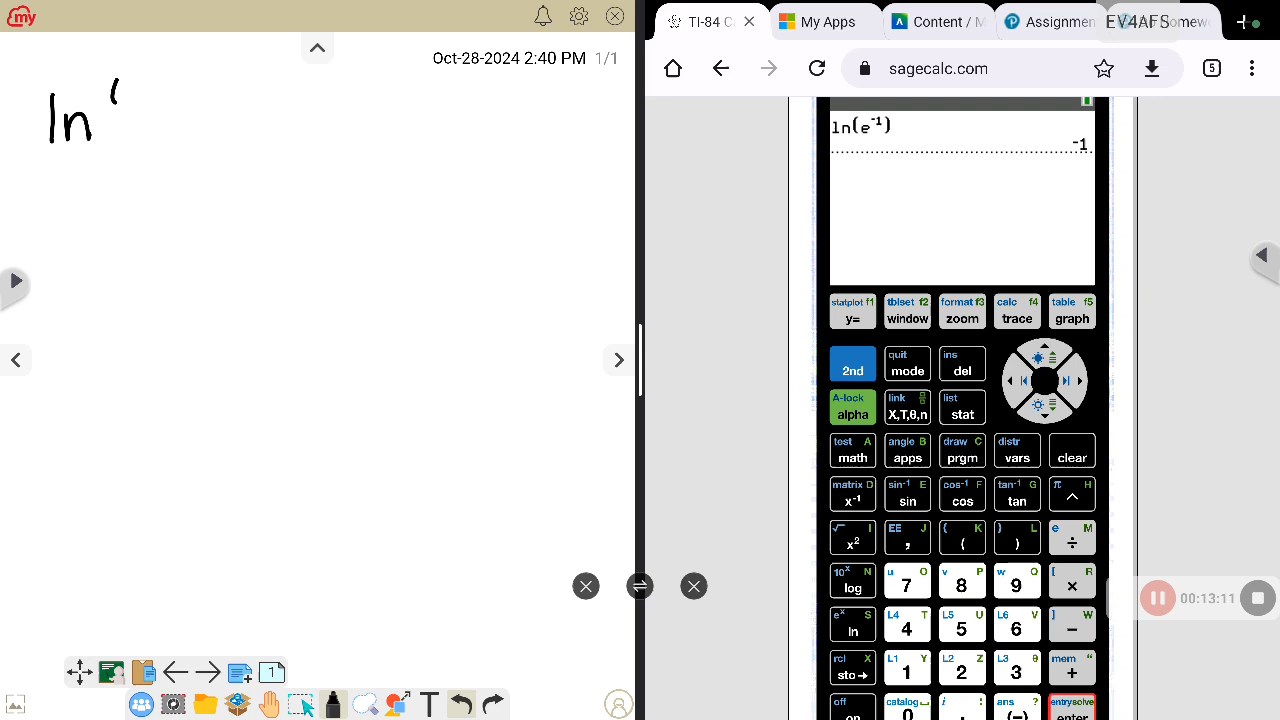 my
Oct-28-2024 2:40 PM 1/1
ln
TI-84 Ca
My Apps
Content / M
Assignmen
EV4AFS
sagecalc.com
5
ln(e⁻¹)
-1
statplot f1 tblset f2 format f3 calc f4 table f5
y= window zoom trace graph
quit ins
2nd mode del
A-lock link list
alpha X,T,θ,n stat
test A angle B draw C distr
math apps prgm vars clear
matrix D sin⁻¹ E cos⁻¹ F tan⁻¹ G π H
x⁻¹ sin cos tan ^
√ I EE J { K } L e M
x² , ( ) ÷
10ˣ N u O v P w Q [ R
log 7 8 9 ×
eˣ S L4 T L5 U L6 V ] W
ln 4 5 6 −
rcl X L1 Y L2 Z L3 θ mem "
sto→ 1 2 3 +
off catalog i : ans ? entry solve
on 0 . (−) enter
00:13:11
1
T